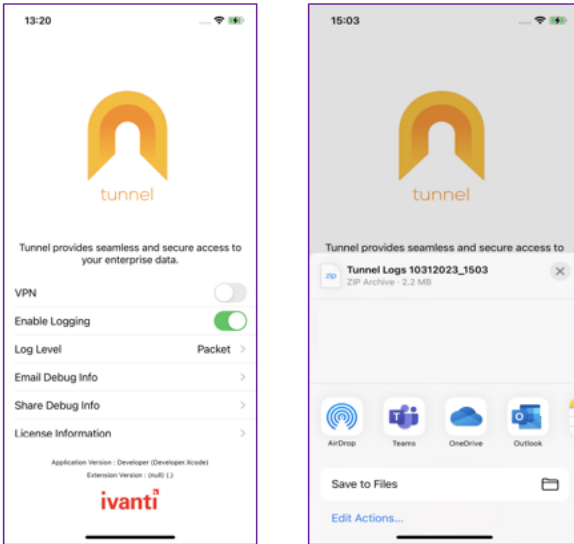 13:20
tunnel
Tunnel provides seamless and secure access to
your enterprise data.
VPN
Enable Logging
Log Level Packet
Email Debug Info
Share Debug Info
License Information
Application Version : Developer (Developer.Xcode)
Extension Version : (null) (.)
ivanti
15:03
tunnel
Tunnel provides seamless and secure access to
zip
Tunnel Logs 10312023_1503
ZIP Archive · 2.2 MB
AirDrop Teams OneDrive Outlook
Save to Files
Edit Actions...